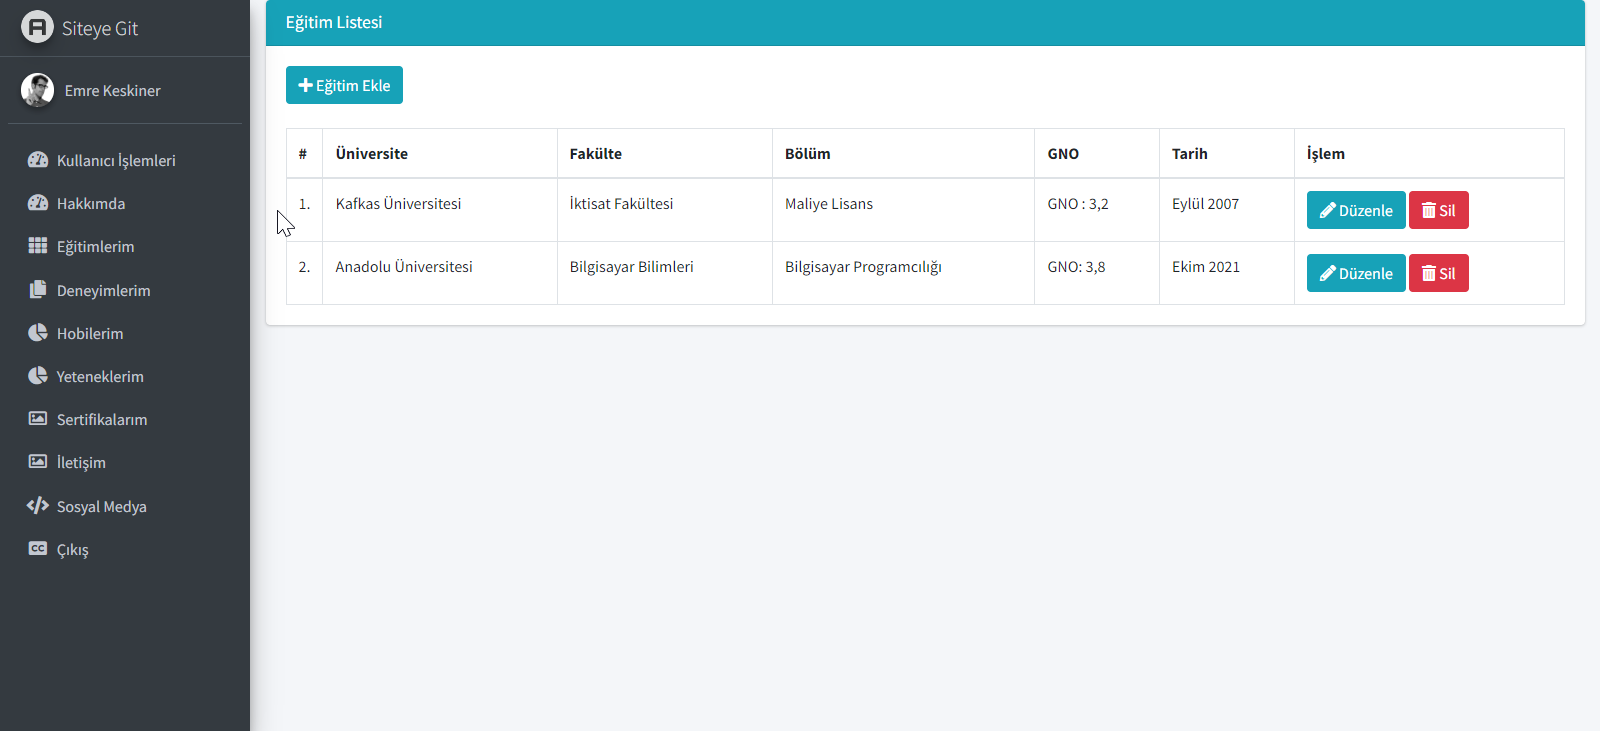 Siteye Git
Emre Keskiner
Kullanıcı İşlemleri
Hakkımda
Eğitimlerim
Deneyimlerim
Hobilerim
Yeteneklerim
Sertifikalarım
İletişim
Sosyal Medya
Çıkış
Eğitim Listesi
Eğitim Ekle
# Üniversite Fakülte Bölüm GNO Tarih İşlem
1. Kafkas Üniversitesi İktisat Fakültesi Maliye Lisans GNO : 3,2 Eylül 2007 Düzenle Sil
2. Anadolu Üniversitesi Bilgisayar Bilimleri Bilgisayar Programcılığı GNO: 3,8 Ekim 2021 Düzenle Sil